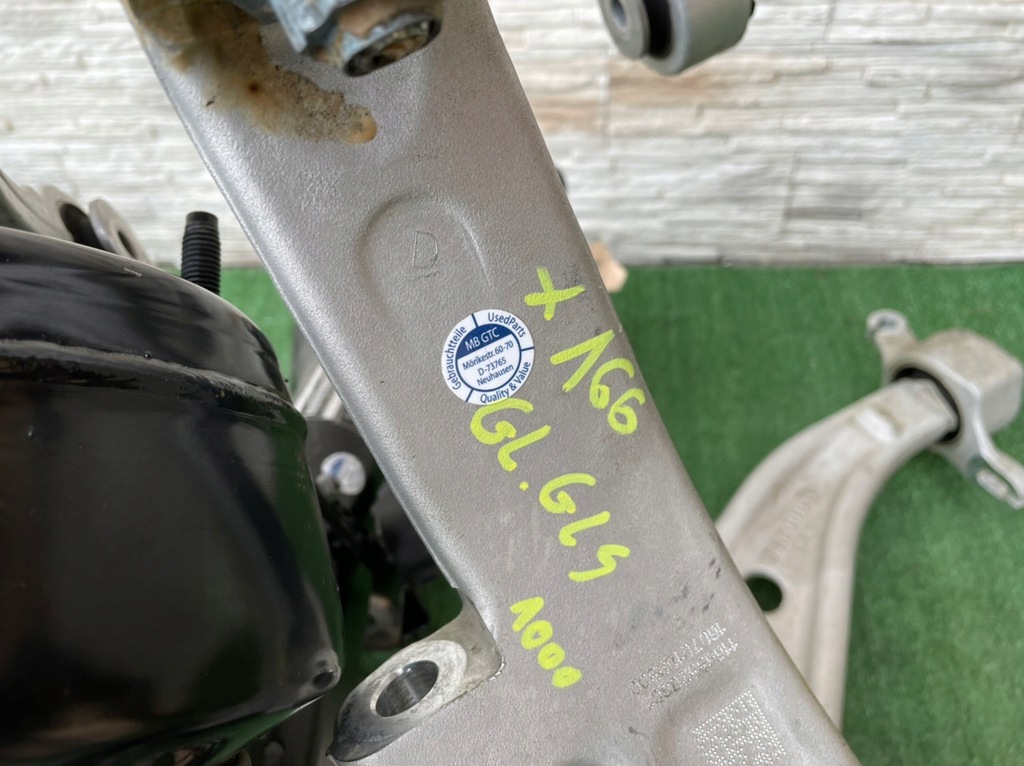 D
UsedParts
Gebrauchtteile
MB GTC
Mörikestr.60-70
D-73765
Neuhausen
Quality & Value
X 166
GL.GLS
1000